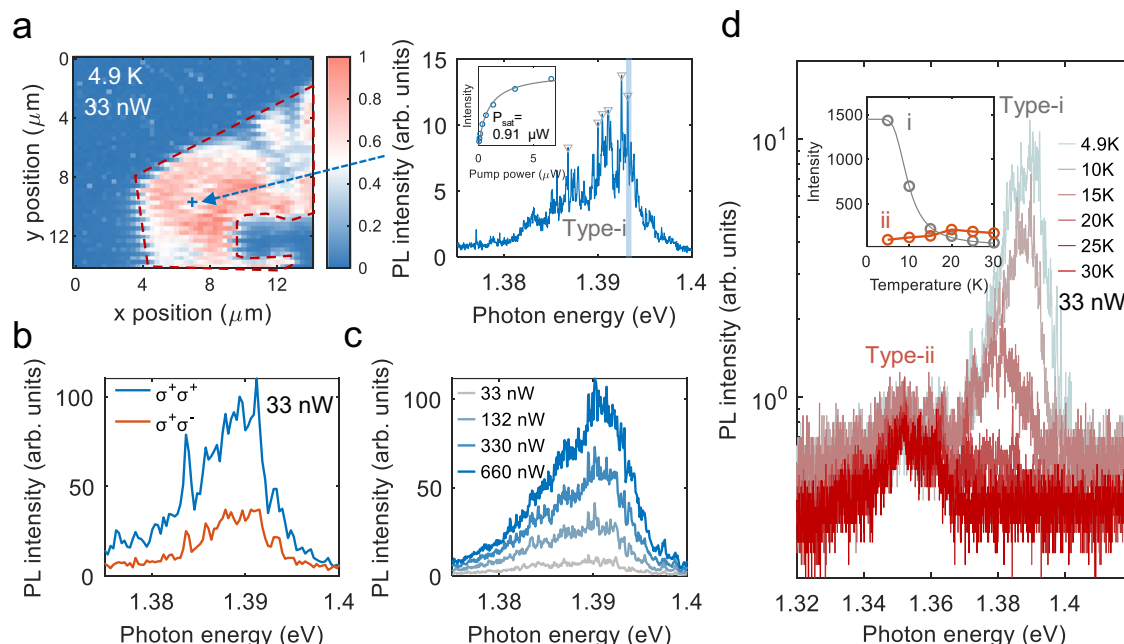 a
0
4
8
12
y position (μm)
4.9 K
33 nW
0
4
8
12
x position (μm)
1
0.8
0.6
0.4
0.2
0
PL intensity (arb. units)
15
10
5
0
Intensity
P_sat=
0.91 μW
0
5
Pump power (μW)
Type-i
1.38
1.39
1.4
Photon energy (eV)
b
PL intensity (arb. units)
100
50
0
σ+σ+
σ+σ-
33 nW
1.38
1.39
1.4
Photon energy (eV)
c
PL intensity (arb. units)
100
50
0
33 nW
132 nW
330 nW
660 nW
1.38
1.39
1.4
Photon energy (eV)
d
PL intensity (arb. units)
10^1
10^0
Intensity
1500
1000
500
i
ii
0
10
20
30
Temperature (K)
Type-i
Type-ii
4.9K
10K
15K
20K
25K
30K
33 nW
1.32
1.34
1.36
1.38
1.4
Photon energy (eV)